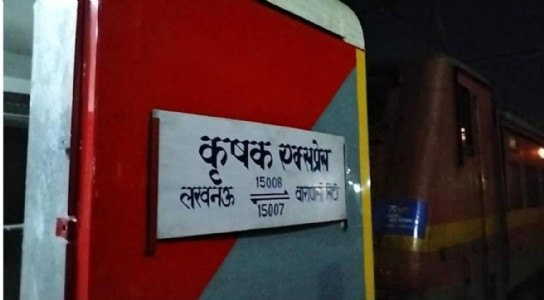 कृषक एक्सप्रेस
लखनऊ 15008 वाराणसी सिटी
15007